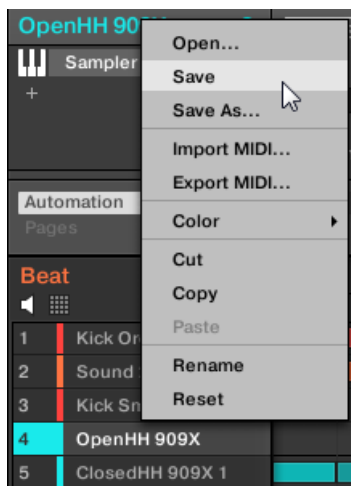 OpenHH 90
Sampler
+
Automation
Pages
Open...
Save
Save As...
Import MIDI...
Export MIDI...
Color
Cut
Copy
Paste
Rename
Reset
Beat
1 Kick Or
2 Sound
3 Kick Sn
4 OpenHH 909X
5 ClosedHH 909X 1